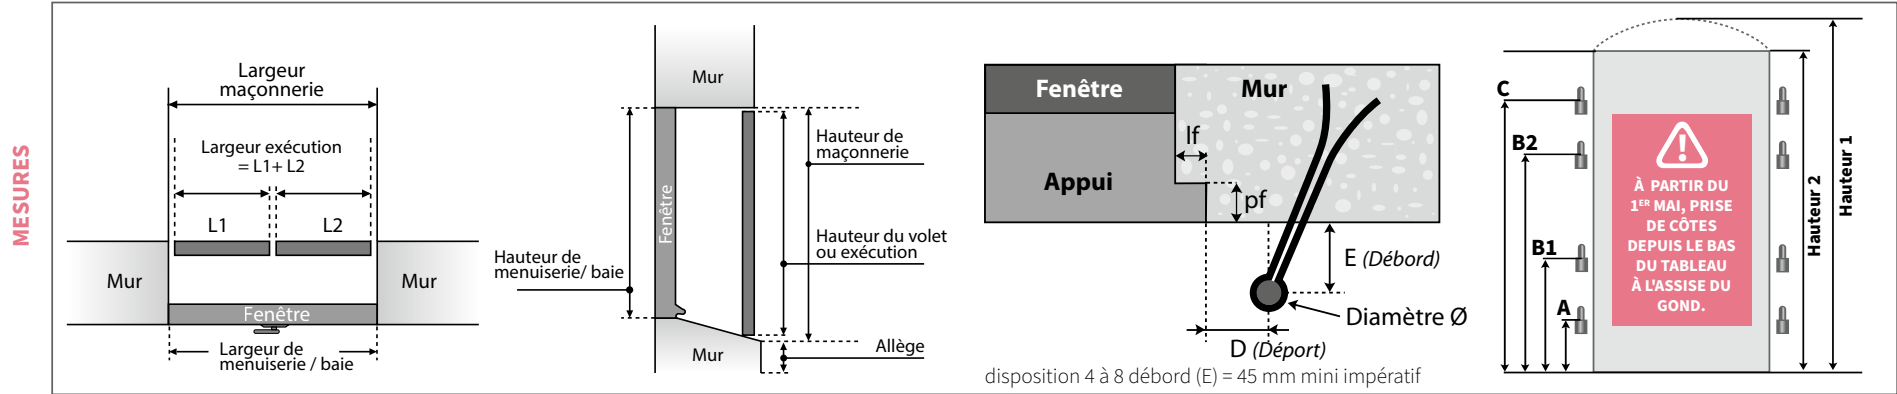 MESURES
Largeur
maçonnerie
Largeur exécution
= L1+ L2
L1
L2
Mur
Mur
Fenêtre
Largeur de
menuiserie / baie
Mur
Fenêtre
Hauteur de
menuiserie/ baie
Hauteur de
maçonnerie
Hauteur du volet
ou exécution
Allège
Mur
Fenêtre
Mur
lf
Appui
pf
E (Débord)
Diamètre Ø
D (Déport)
disposition 4 à 8 débord (E) = 45 mm mini impératif
C
B2
B1
A
À PARTIR DU
1ER MAI, PRISE
DE CÔTES
DEPUIS LE BAS
DU TABLEAU
À L'ASSISE DU
GOND.
Hauteur 2
Hauteur 1